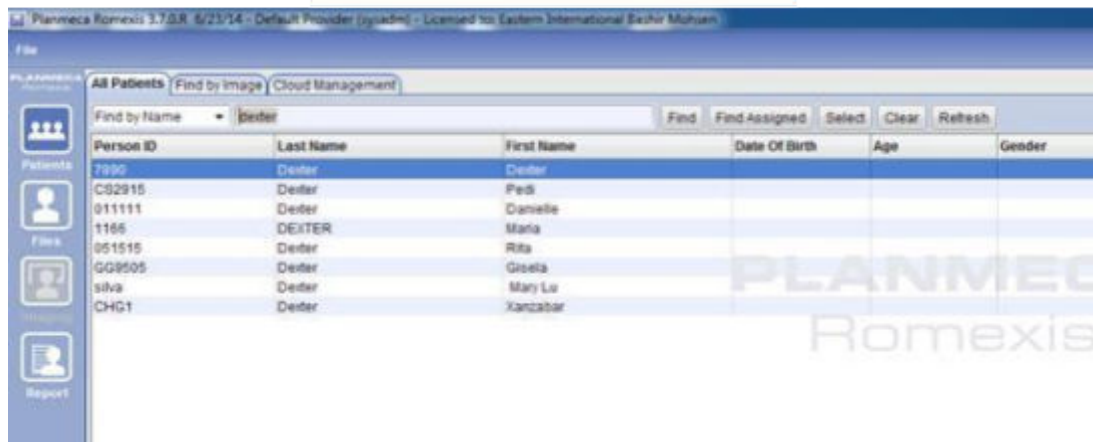 Planmeca Romexis 3.7.0.R 6/23/14 - Default Provider (sysadm) - Licensed to: Eastern International Bashir Mohsen
File
PLANMECA
Romexis
All Patients Find by Image Cloud Management
Find by Name dexter Find Find Assigned Select Clear Refresh
Person ID Last Name First Name Date Of Birth Age Gender
7990 Dexter Dexter
CS2915 Dexter Pedi
011111 Dexter Danielle
1166 DEXTER Maria
051515 Dexter Rita
GG9505 Dexter Gisela
silva Dexter Mary Lu
CHG1 Dexter Xanzabar
Patients
Files
Imaging
Report
PLANMEC
Romexis